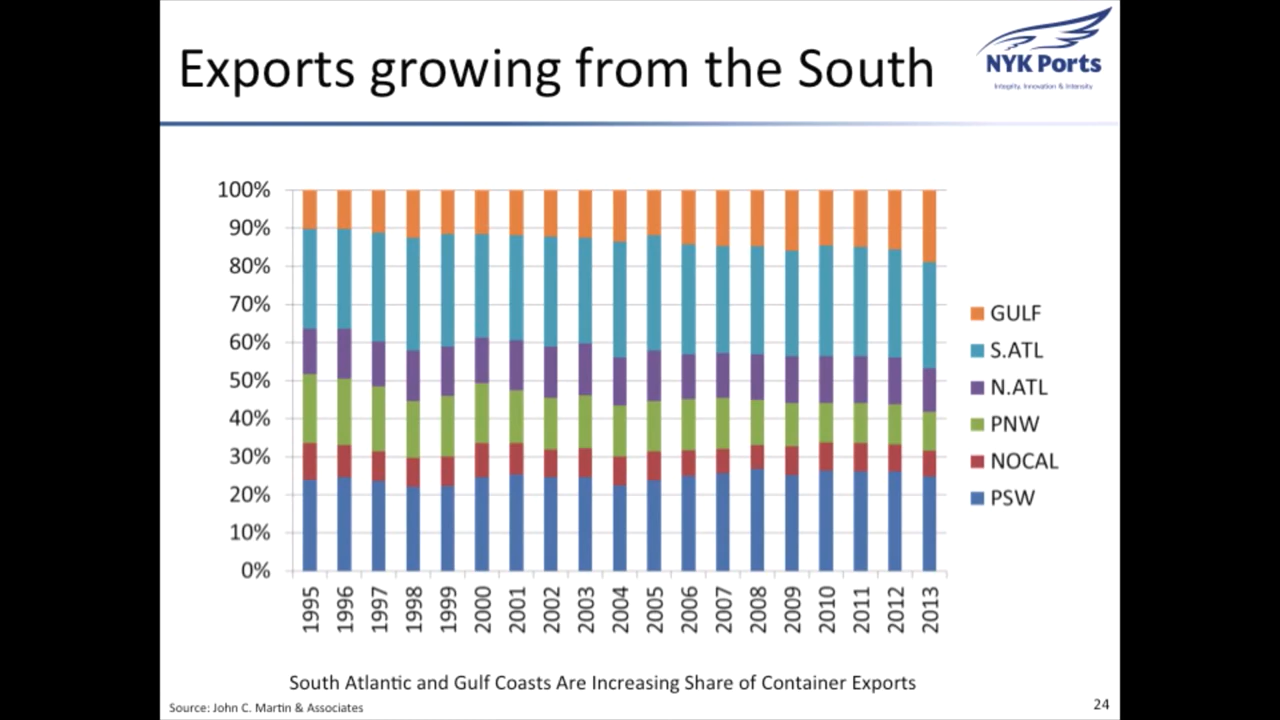 Exports growing from the South
NYK Ports
Integrity, Innovation & Intensity
100%
90%
80%
70%
60%
50%
40%
30%
20%
10%
0%
GULF
S.ATL
N.ATL
PNW
NOCAL
PSW
1995 1996 1997 1998 1999 2000 2001 2002 2003 2004 2005 2006 2007 2008 2009 2010 2011 2012 2013
South Atlantic and Gulf Coasts Are Increasing Share of Container Exports
Source: John C. Martin & Associates
24